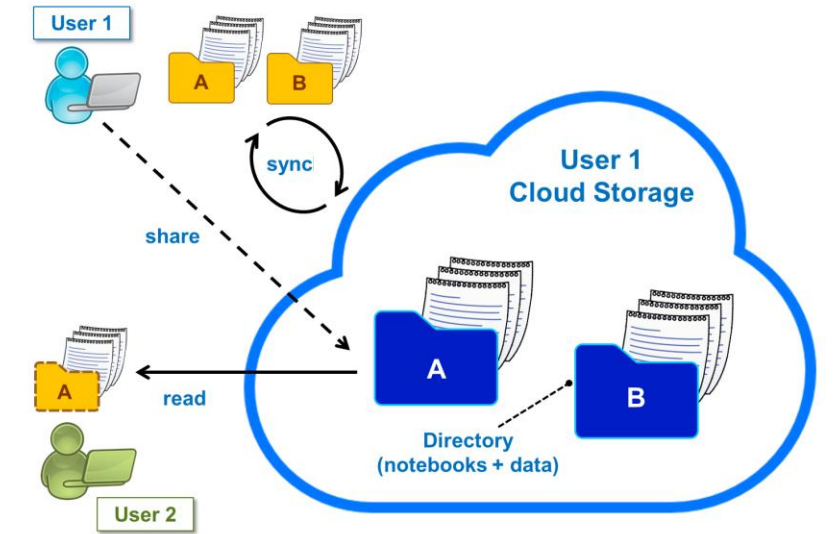 User 1
A
B
sync
User 1
Cloud Storage
share
A
B
A
read
Directory
(notebooks + data)
User 2